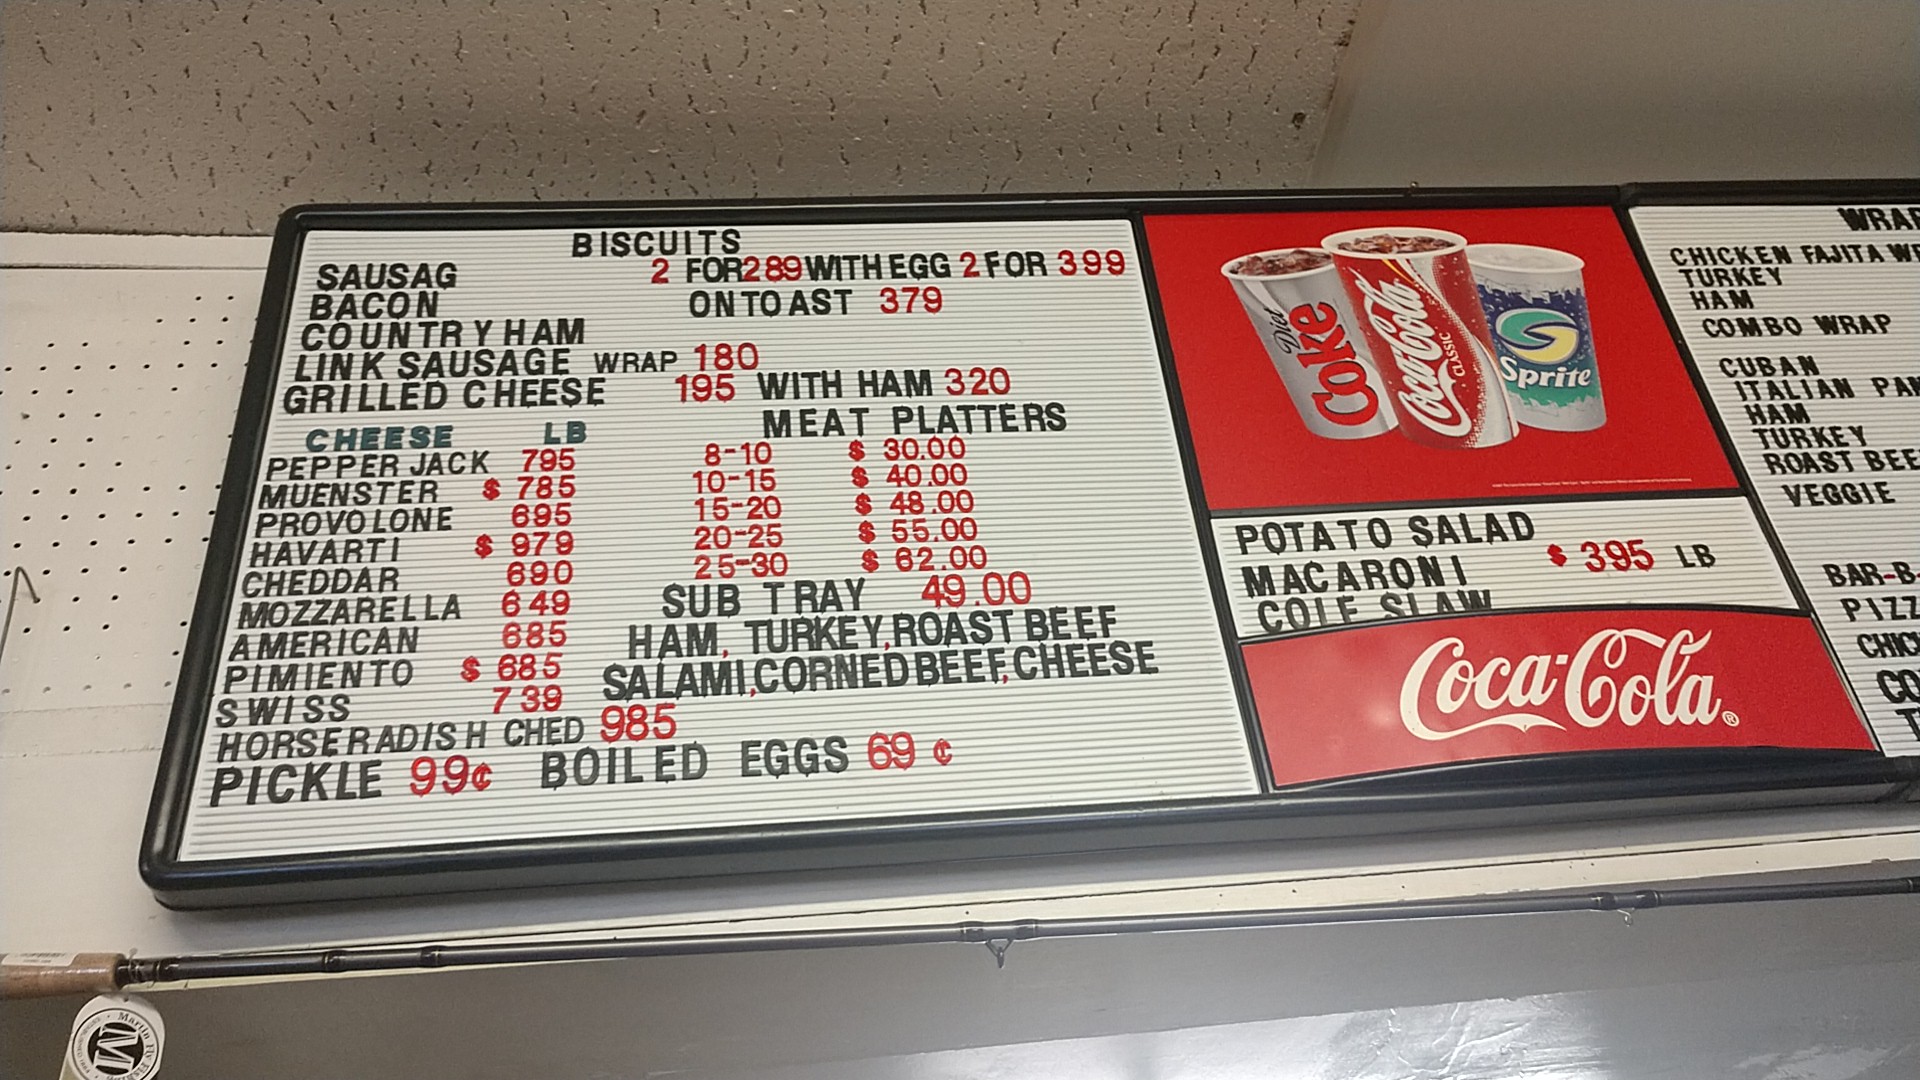 BISCUITS
SAUSAG 2 FOR 289 WITH EGG 2 FOR 399
BACON ON TOAST 379
COUNTRY HAM
LINK SAUSAGE WRAP 180
GRILLED CHEESE 195 WITH HAM 320
CHEESE LB
PEPPER JACK 795
MUENSTER $ 785
PROVOLONE 695
HAVARTI $ 979
CHEDDAR 690
MOZZARELLA 649
AMERICAN 685
PIMIENTO $ 685
SWISS 739
HORSERADISH CHED 985
PICKLE 99¢ BOILED EGGS 69 ¢
MEAT PLATTERS
8-10 $ 30.00
10-15 $ 40.00
15-20 $ 48.00
20-25 $ 55.00
25-30 $ 62.00
SUB TRAY 49.00
HAM, TURKEY, ROAST BEEF
SALAMI, CORNED BEEF, CHEESE
Diet Coke
Coca-Cola CLASSIC
Sprite
POTATO SALAD
MACARONI $ 395 LB
COLE SLAW
Coca-Cola®
WRAP
CHICKEN FAJITA
TURKEY
HAM
COMBO WRAP
CUBAN
ITALIAN
HAM
TURKEY
ROAST BEE
VEGGIE
BAR-B
PIZZ
M